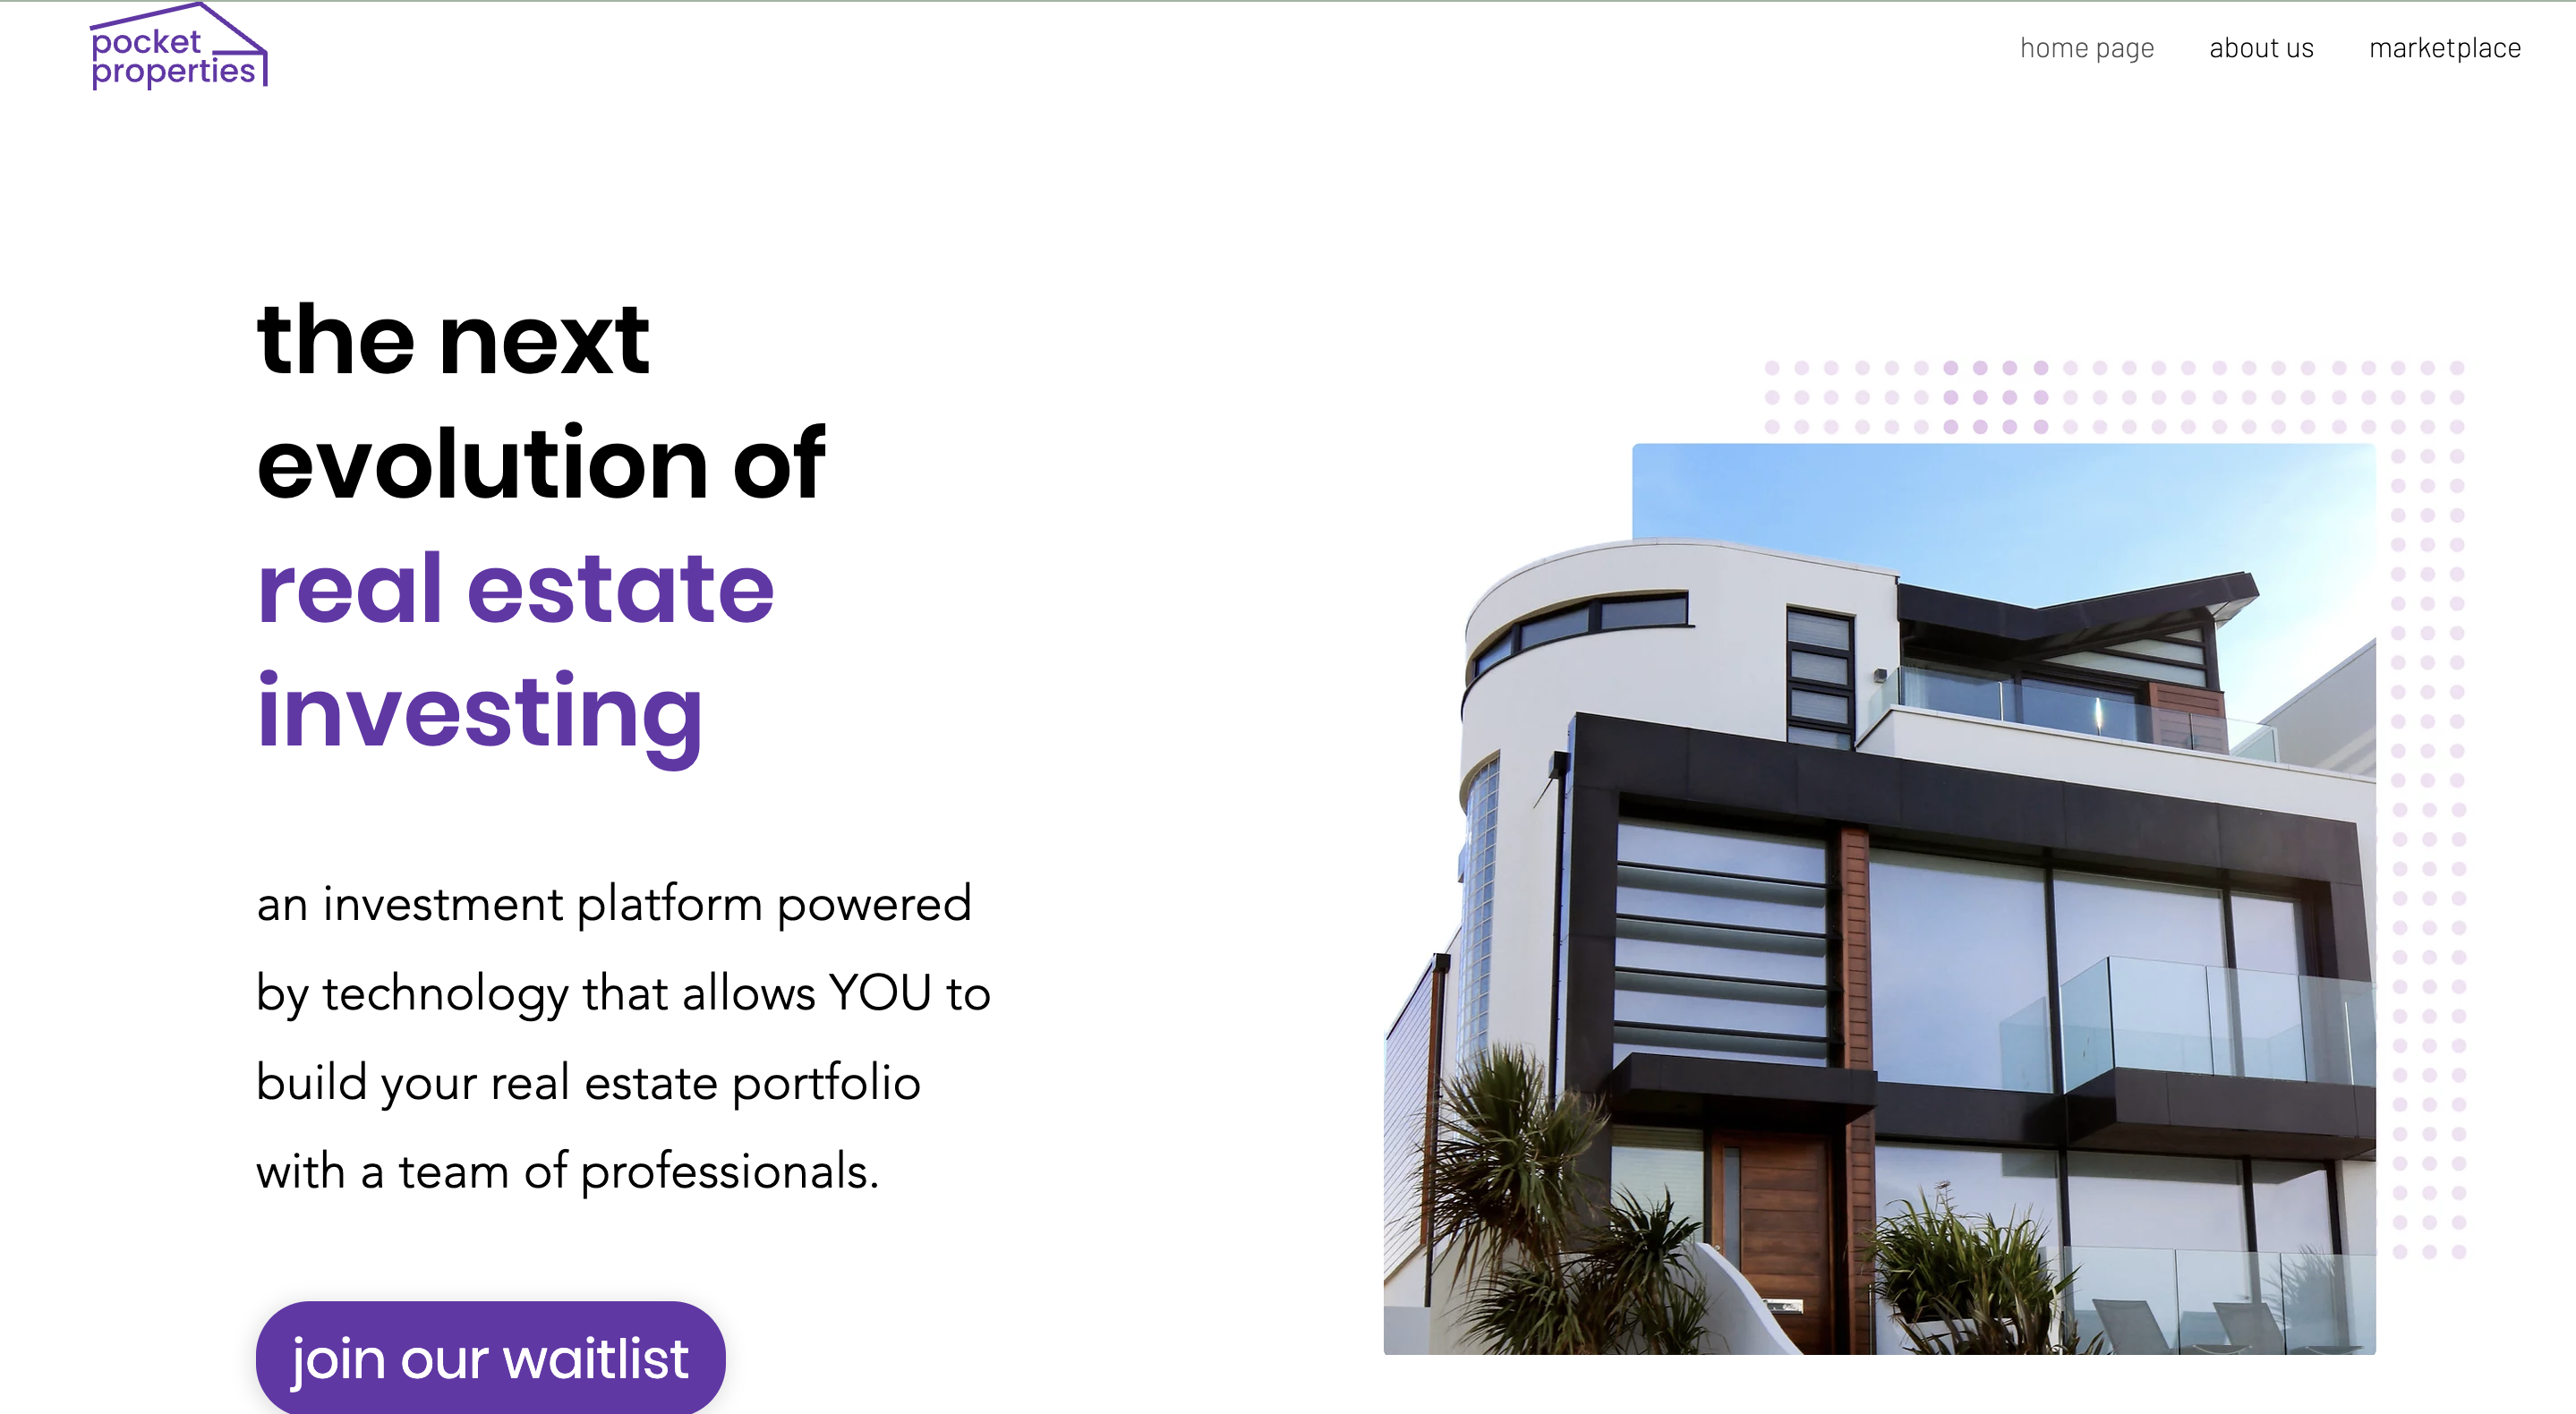 pocket
properties
home page
about us
marketplace
the next
evolution of
real estate
investing
an investment platform powered
by technology that allows YOU to
build your real estate portfolio
with a team of professionals.
join our waitlist